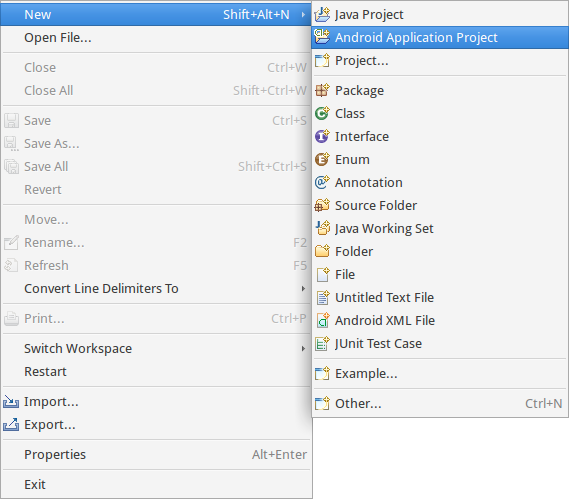 New Shift+Alt+N
Open File...
Close Ctrl+W
Close All Shift+Ctrl+W
Save Ctrl+S
Save As...
Save All Shift+Ctrl+S
Revert
Move...
Rename... F2
Refresh F5
Convert Line Delimiters To
Print... Ctrl+P
Switch Workspace
Restart
Import...
Export...
Properties Alt+Enter
Exit
Java Project
Android Application Project
Project...
Package
Class
Interface
Enum
Annotation
Source Folder
Java Working Set
Folder
File
Untitled Text File
Android XML File
JUnit Test Case
Example...
Other... Ctrl+N